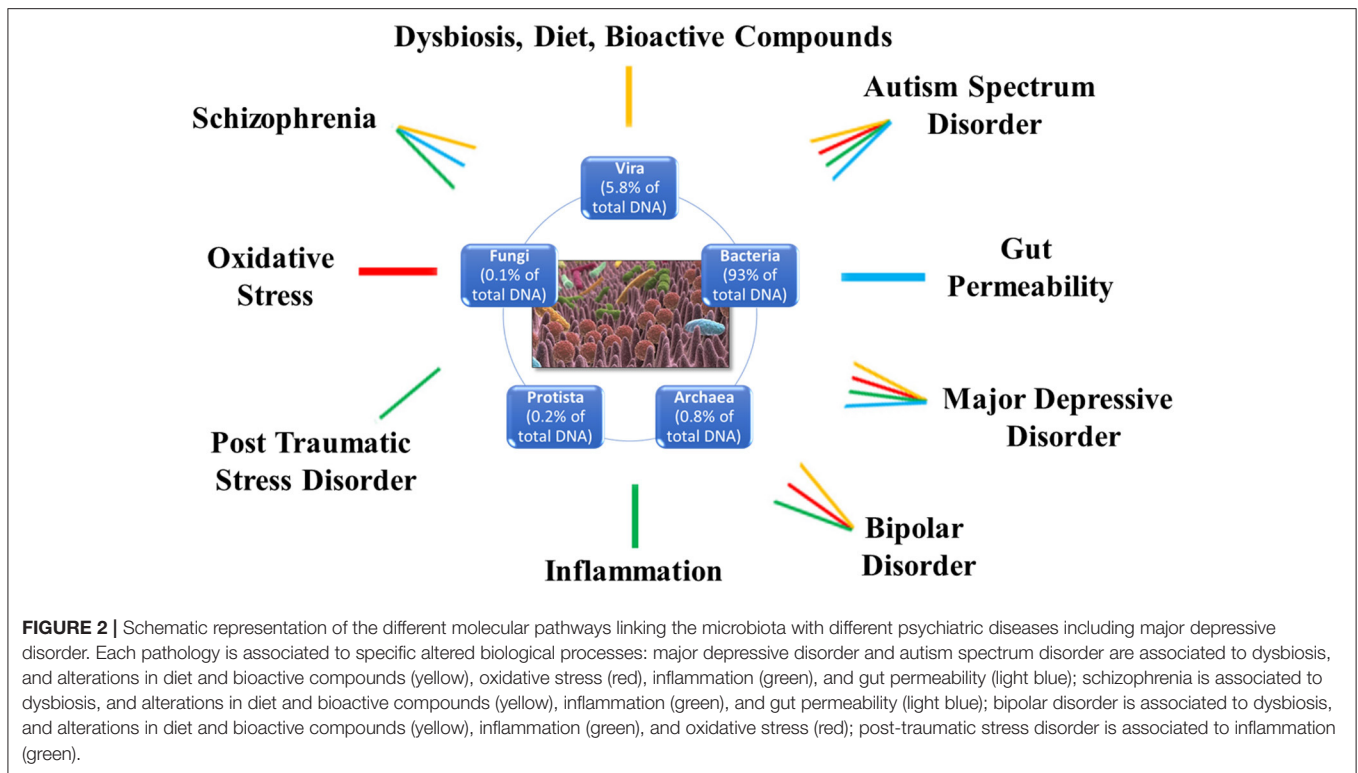 Dysbiosis, Diet, Bioactive Compounds
Schizophrenia
Autism Spectrum
Disorder
Vira
(5.8% of
total DNA)
Oxidative
Stress
Fungi
(0.1% of
total DNA)
Bacteria
(93% of
total DNA)
Gut
Permeability
Protista
(0.2% of
total DNA)
Archaea
(0.8% of
total DNA)
Major Depressive
Disorder
Post Traumatic
Stress Disorder
Inflammation
Bipolar
Disorder
FIGURE 2 | Schematic representation of the different molecular pathways linking the microbiota with different psychiatric diseases including major depressive
disorder. Each pathology is associated to specific altered biological processes: major depressive disorder and autism spectrum disorder are associated to dysbiosis,
and alterations in diet and bioactive compounds (yellow), oxidative stress (red), inflammation (green), and gut permeability (light blue); schizophrenia is associated to
dysbiosis, and alterations in diet and bioactive compounds (yellow), inflammation (green), and gut permeability (light blue); bipolar disorder is associated to dysbiosis,
and alterations in diet and bioactive compounds (yellow), inflammation (green), and oxidative stress (red); post-traumatic stress disorder is associated to inflammation
(green).